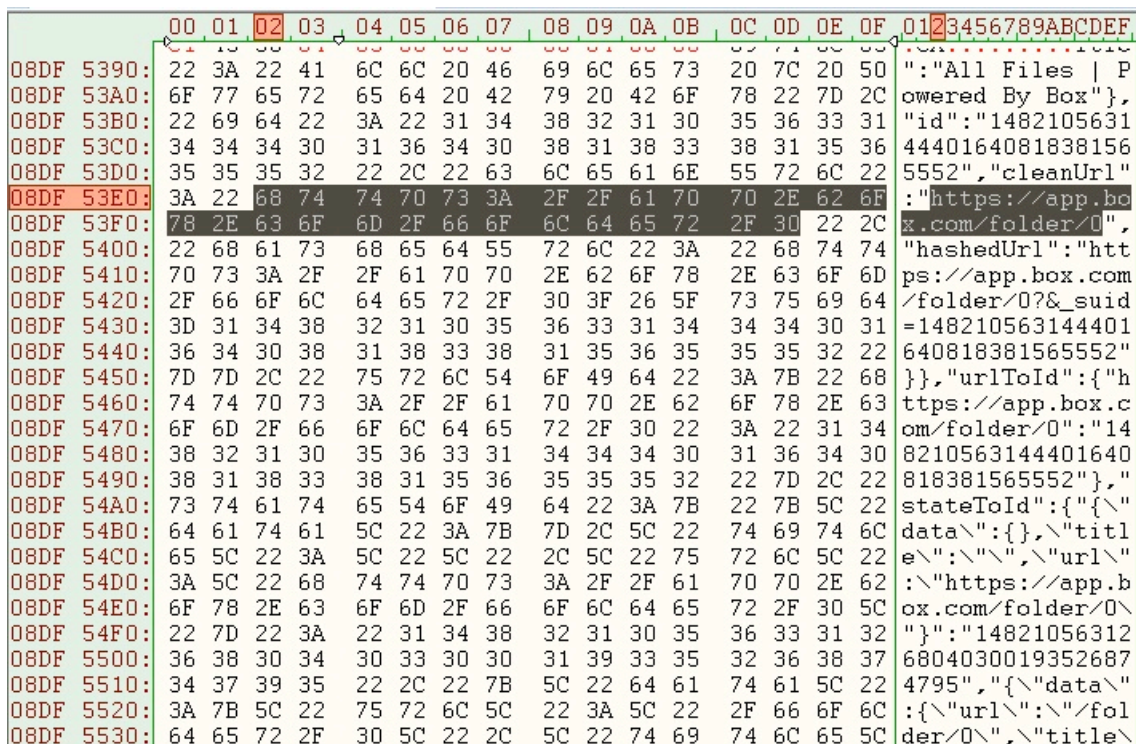 00 01 02 03 04 05 06 07 08 09 0A 0B 0C 0D 0E 0F 0123456789ABCDEF
08DF 5390: 22 3A 22 41 6C 6C 20 46 69 6C 65 73 20 7C 20 50 ":"All Files | P
08DF 53A0: 6F 77 65 72 65 64 20 42 79 20 42 6F 78 22 7D 2C owered By Box"},
08DF 53B0: 22 69 64 22 3A 22 31 34 38 32 31 30 35 36 33 31 "id":"1482105631
08DF 53C0: 34 34 34 30 31 36 34 30 38 31 38 33 38 31 35 36 4440164081838156
08DF 53D0: 35 35 35 32 22 2C 22 63 6C 65 61 6E 55 72 6C 22 5552","cleanUrl"
08DF 53E0: 3A 22 68 74 74 70 73 3A 2F 2F 61 70 70 2E 62 6F :"https://app.bo
08DF 53F0: 78 2E 63 6F 6D 2F 66 6F 6C 64 65 72 2F 30 22 2C x.com/folder/0",
08DF 5400: 22 68 61 73 68 65 64 55 72 6C 22 3A 22 68 74 74 "hashedUrl":"htt
08DF 5410: 70 73 3A 2F 2F 61 70 70 2E 62 6F 78 2E 63 6F 6D ps://app.box.com
08DF 5420: 2F 66 6F 6C 64 65 72 2F 30 3F 26 5F 73 75 69 64 /folder/0?&_suid
08DF 5430: 3D 31 34 38 32 31 30 35 36 33 31 34 34 34 30 31 =148210563144401
08DF 5440: 36 34 30 38 31 38 33 38 31 35 36 35 35 35 32 22 640818381565552"
08DF 5450: 7D 7D 2C 22 75 72 6C 54 6F 49 64 22 3A 7B 22 68 }},"urlToId":{"h
08DF 5460: 74 74 70 73 3A 2F 2F 61 70 70 2E 62 6F 78 2E 63 ttps://app.box.c
08DF 5470: 6F 6D 2F 66 6F 6C 64 65 72 2F 30 22 3A 22 31 34 om/folder/0":"14
08DF 5480: 38 32 31 30 35 36 33 31 34 34 34 30 31 36 34 30 8210563144401640
08DF 5490: 38 31 38 33 38 31 35 36 35 35 35 32 22 7D 2C 22 818381565552"},"
08DF 54A0: 73 74 61 74 65 54 6F 49 64 22 3A 7B 22 7B 5C 22 stateToId":{"{\"
08DF 54B0: 64 61 74 61 5C 22 3A 7B 7D 2C 5C 22 74 69 74 6C data\":{},\"titl
08DF 54C0: 65 5C 22 3A 5C 22 5C 22 2C 5C 22 75 72 6C 5C 22 e\":\"\",\"url\"
08DF 54D0: 3A 5C 22 68 74 74 70 73 3A 2F 2F 61 70 70 2E 62 :\"https://app.b
08DF 54E0: 6F 78 2E 63 6F 6D 2F 66 6F 6C 64 65 72 2F 30 5C ox.com/folder/0\
08DF 54F0: 22 7D 22 3A 22 31 34 38 32 31 30 35 36 33 31 32 "}":"14821056312
08DF 5500: 36 38 30 34 30 33 30 30 31 39 33 35 32 36 38 37 6804030019352687
08DF 5510: 34 37 39 35 22 2C 22 7B 5C 22 64 61 74 61 5C 22 4795","{\"data\"
08DF 5520: 3A 7B 5C 22 75 72 6C 5C 22 3A 5C 22 2F 66 6F 6C :{\"url\":\"/fol
08DF 5530: 64 65 72 2F 30 5C 22 2C 5C 22 74 69 74 6C 65 5C der/0\",\"title\